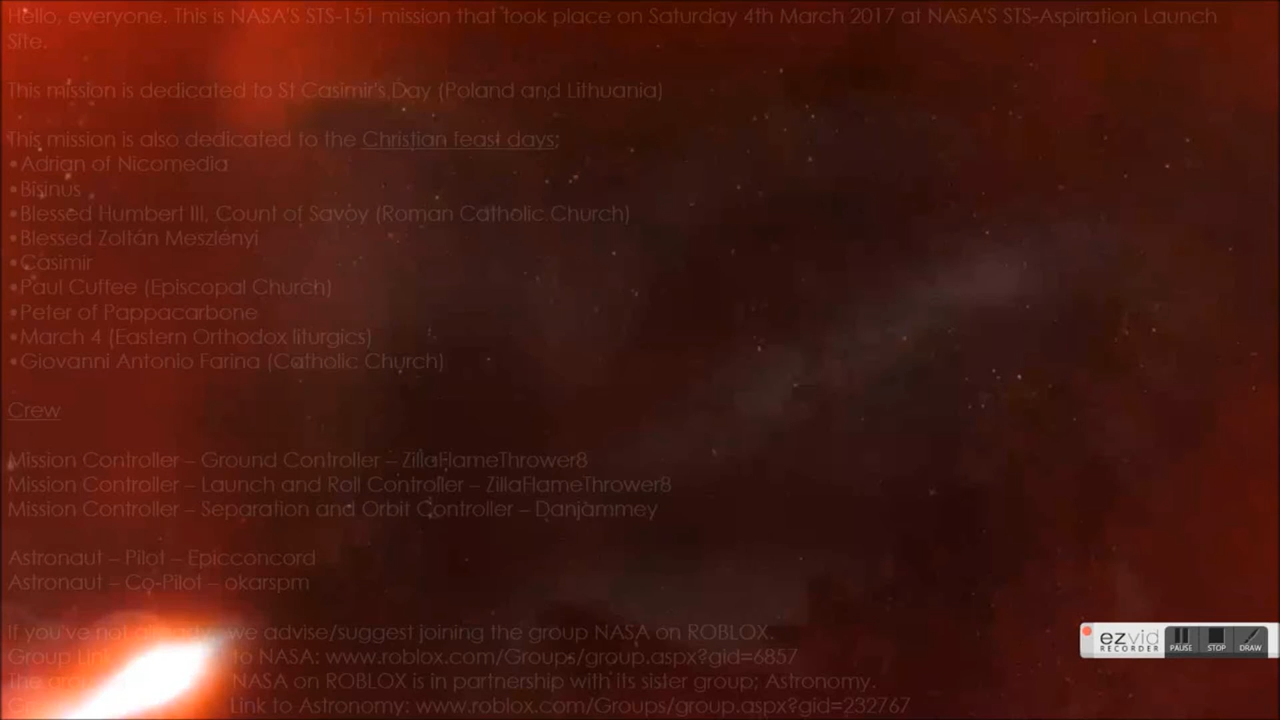 Hello, everyone. This is NASA'S STS-151 mission that took place on Saturday 4th March 2017 at NASA'S STS-Aspiration Launch
Site.
This mission is dedicated to St Casimir's Day (Poland and Lithuania)
This mission is also dedicated to the Christian feast days;
•Adrian of Nicomedia
•Bisinus
•Blessed Humbert III, Count of Savoy (Roman Catholic Church)
•Blessed Zoltán Meszlényi
•Casimir
•Paul Cuffee (Episcopal Church)
•Peter of Pappacarbone
•March 4 (Eastern Orthodox liturgics)
•Giovanni Antonio Farina (Catholic Church)
Crew
Mission Controller – Ground Controller – ZillaFlameThrower8
Mission Controller – Launch and Roll Controller – ZillaFlameThrower8
Mission Controller – Separation and Orbit Controller – Danjammey
Astronaut – Pilot – Epicconcord
Astronaut – Co-Pilot – okarspm
If you've not already, we advise/suggest joining the group NASA on ROBLOX.
Group Link to NASA: www.roblox.com/Groups/group.aspx?gid=6857
The NASA on ROBLOX is in partnership with its sister group; Astronomy.
Link to Astronomy: www.roblox.com/Groups/group.aspx?gid=232767
ezvid
RECORDER
PAUSE STOP DRAW